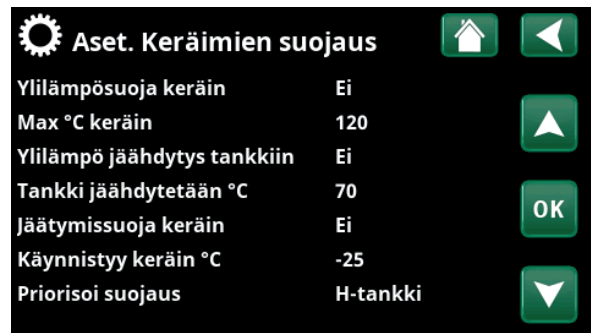 Aset. Keräimien suojaus
Ylilämpösuoja keräin Ei
Max °C keräin 120
Ylilämpö jäähdytys tankkiin Ei
Tankki jäähdytetään °C 70
Jäätymissuoja keräin Ei
Käynnistyy keräin °C -25
Priorisoi suojaus H-tankki
OK